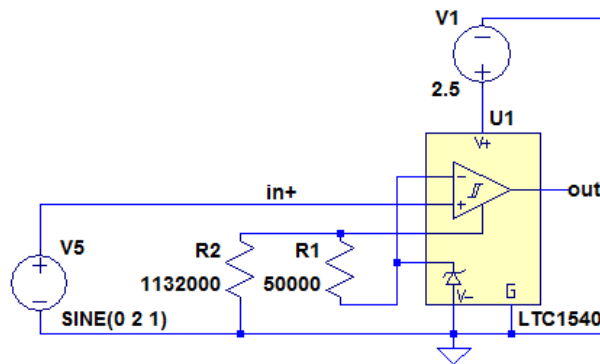 V1
2.5
U1
V+
in+
out
V5
R2
R1
1132000
50000
V-
G
SINE(0 2 1)
LTC1540